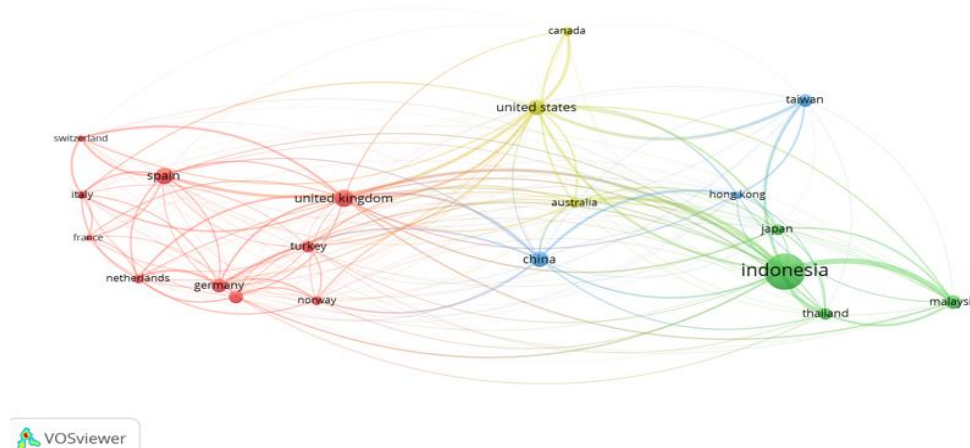 canada
united states
taiwan
switzerland
spain
italy
united kingdom
hong kong
australia
france
turkey
japan
china
indonesia
netherlands
germany
norway
thailand
malaysi
VOSviewer